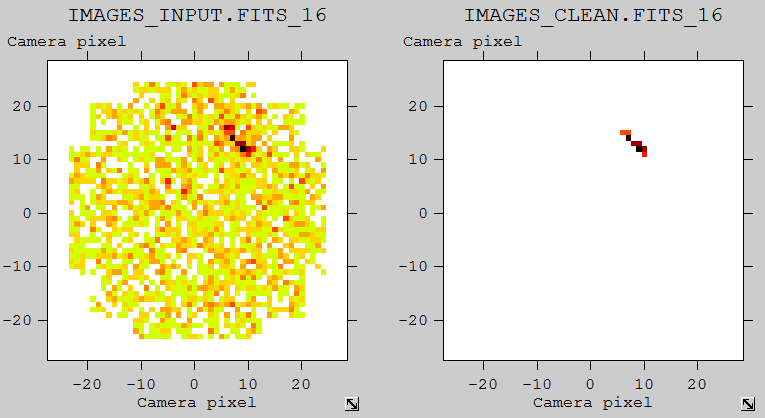 IMAGES_INPUT.FITS_16
Camera pixel
20
10
0
-10
-20
-20 -10 0 10 20
Camera pixel
IMAGES_CLEAN.FITS_16
Camera pixel
20
10
0
-10
-20
-20 -10 0 10 20
Camera pixel